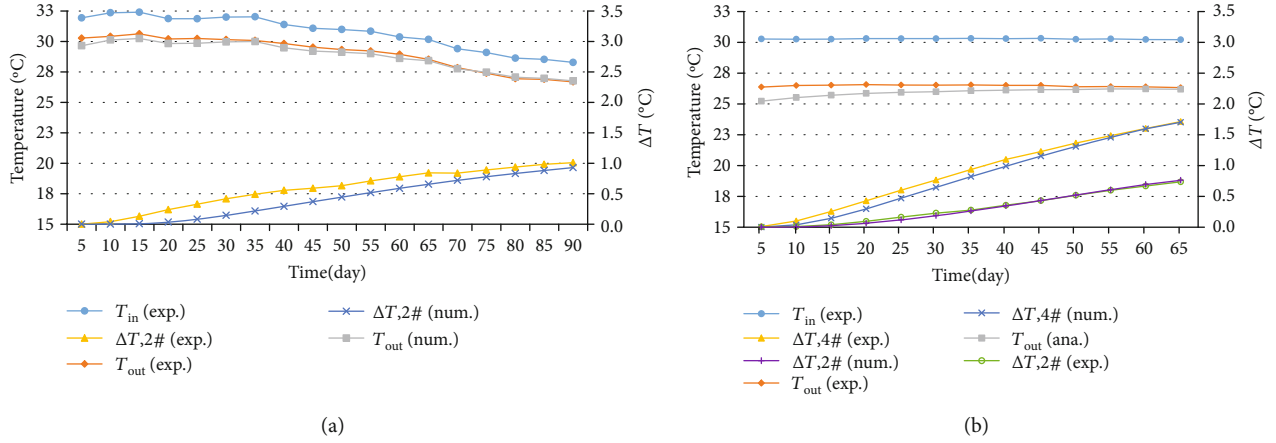 33
30
28
25
23
20
18
15
Temperature (°C)
3.5
3.0
2.5
2.0
1.5
1.0
0.5
0.0
ΔT (°C)
5 10 15 20 25 30 35 40 45 50 55 60 65 70 75 80 85 90
Time(day)
T_in (exp.)
ΔT,2# (exp.)
T_out (exp.)
ΔT,2# (num.)
T_out (num.)
(a)
33
30
28
25
23
20
18
15
Temperature (°C)
3.5
3.0
2.5
2.0
1.5
1.0
0.5
0.0
ΔT (°C)
5 10 15 20 25 30 35 40 45 50 55 60 65
Time(day)
T_in (exp.)
ΔT,4# (exp.)
ΔT,2# (num.)
T_out (exp.)
ΔT,4# (num.)
T_out (ana.)
ΔT,2# (exp.)
(b)